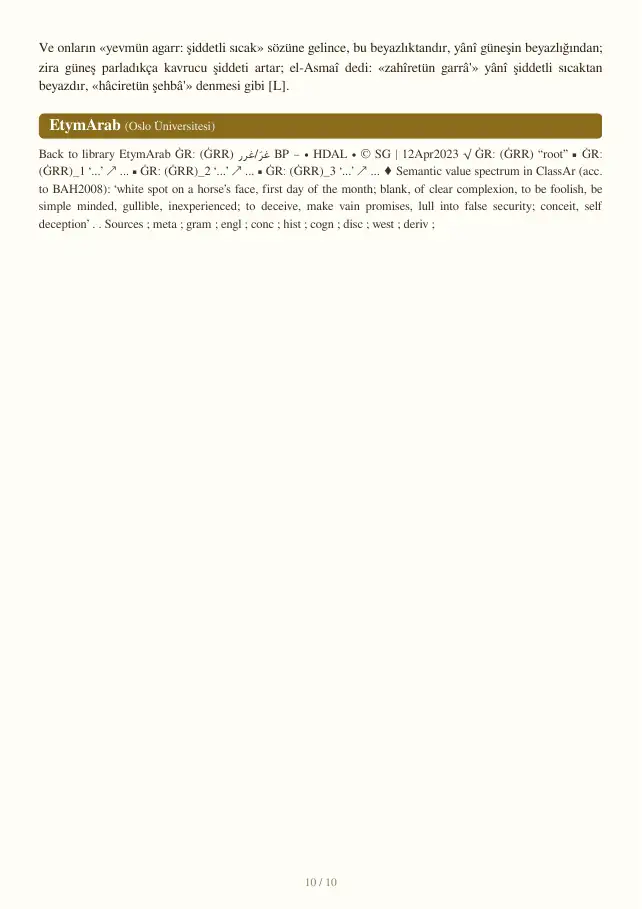 Ve onların «yevmün agarr: şiddetli sıcak» sözüne gelince, bu beyazlıktandır, yânî güneşin beyazlığından;
zira güneş parladıkça kavrucu şiddeti artar; el-Asmaî dedi: «zahîretün garrâ'» yânî şiddetli sıcaktan
beyazdır, «hâciretün şehbâ'» denmesi gibi [L].
EtymArab (Oslo Üniversitesi)
Back to library EtymArab ĠR: (ĠRR) غرّ/غرر BP – • HDAL • © SG | 12Apr2023 √ ĠR: (ĠRR) “root” ▪ ĠR:
(ĠRR)_1 ‘...’ ↗ ... ▪ ĠR: (ĠRR)_2 ‘...’ ↗ ... ▪ ĠR: (ĠRR)_3 ‘...’ ↗ ... ♦ Semantic value spectrum in ClassAr (acc.
to BAH2008): ‘white spot on a horse's face, first day of the month; blank, of clear complexion, to be foolish, be
simple minded, gullible, inexperienced; to deceive, make vain promises, lull into false security; conceit, self
deception’ . . Sources ; meta ; gram ; engl ; conc ; hist ; cogn ; disc ; west ; deriv ;
10 / 10